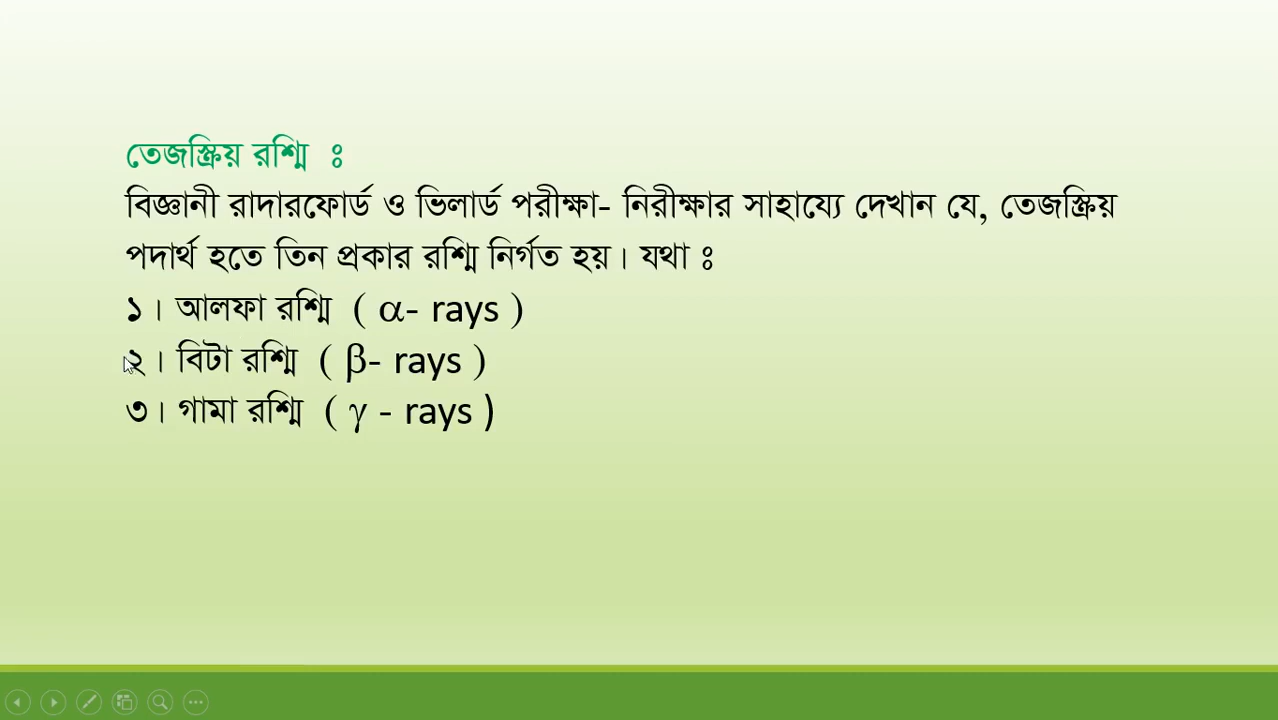 তেজস্ক্রিয় রশ্মি ঃ
বিজ্ঞানী রাদারফোর্ড ও ভিলার্ড পরীক্ষা- নিরীক্ষার সাহায্যে দেখান যে, তেজস্ক্রিয়
পদার্থ হতে তিন প্রকার রশ্মি নির্গত হয়। যথা ঃ
১। আলফা রশ্মি ( α- rays )
২। বিটা রশ্মি ( β- rays )
৩। গামা রশ্মি ( γ - rays )